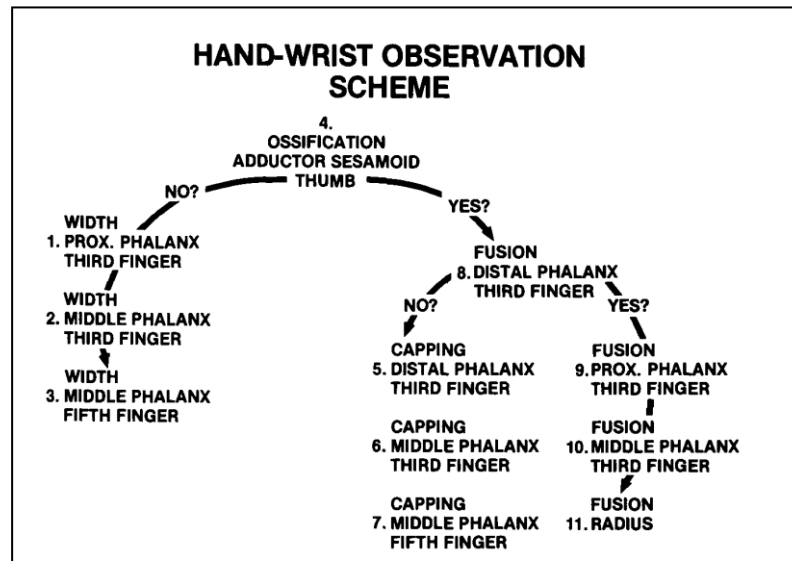 HAND-WRIST OBSERVATION
SCHEME
4.
OSSIFICATION
ADDUCTOR SESAMOID
THUMB
NO?
YES?
WIDTH
1. PROX. PHALANX
THIRD FINGER
WIDTH
2. MIDDLE PHALANX
THIRD FINGER
WIDTH
3. MIDDLE PHALANX
FIFTH FINGER
FUSION
8. DISTAL PHALANX
THIRD FINGER
NO?
YES?
CAPPING
5. DISTAL PHALANX
THIRD FINGER
CAPPING
6. MIDDLE PHALANX
THIRD FINGER
CAPPING
7. MIDDLE PHALANX
FIFTH FINGER
FUSION
9. PROX. PHALANX
THIRD FINGER
FUSION
10. MIDDLE PHALANX
THIRD FINGER
FUSION
11. RADIUS